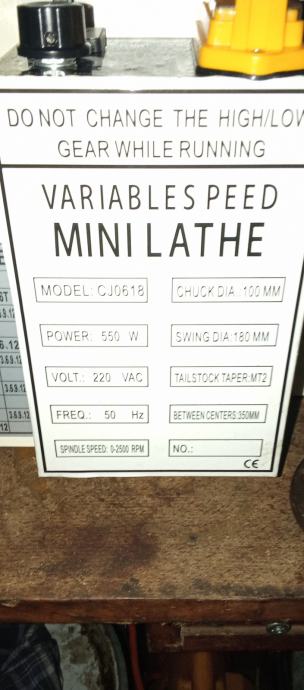 DO NOT CHANGE THE HIGH/LOW
GEAR WHILE RUNNING
VARIABLES PEED
MINI LATHE
MODEL: CJ0618
CHUCK DIA.:100 MM
POWER: 550 W
SWING DIA:180 MM
VOLT.: 220 VAC
TAILSTOCK TAPER:MT2
FREQ.: 50 Hz
BETWEEN CENTERS:350MM
SPINDLE SPEED: 0-2500 RPM
NO.:
CE